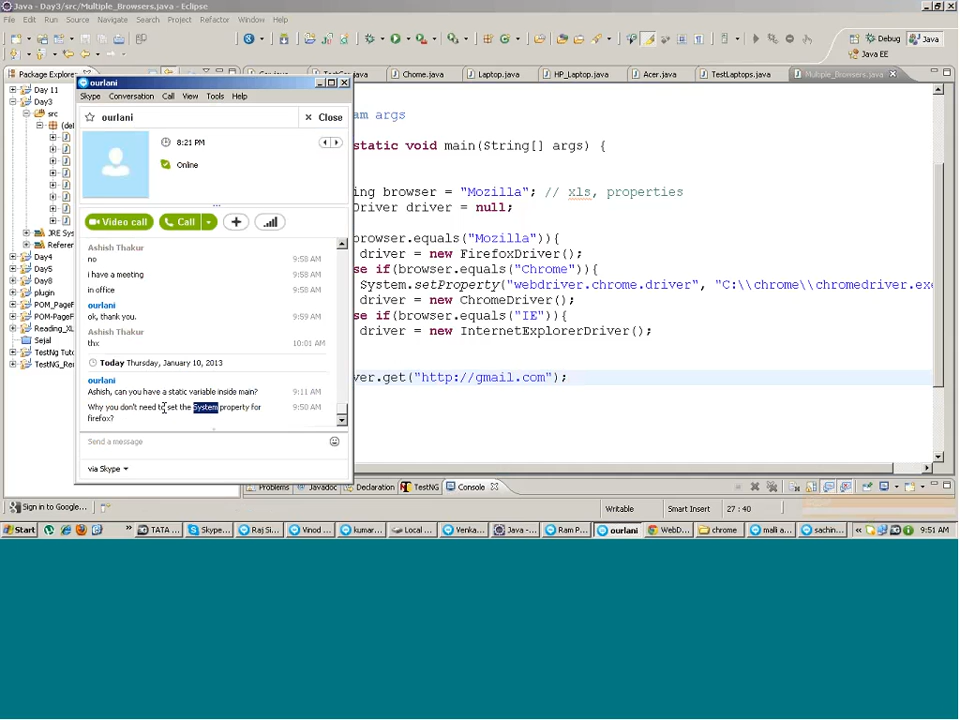 Java - Day3/src/Multiple_Browsers.java - Eclipse
File Edit Run Source Navigate Search Project Refactor Window Help
Debug Java
Java EE
Package Explorer
Chome.java Laptop.java HP_Laptop.java Acer.java TestLaptops.java Multiple_Browsers.java
Day 11
Day3
src
JRE Sys
Referer
Day4
Day5
Day8
plugin
POM_PageF
POM-PageF
Reading_XL
Sejal
TestNg Tuto
TestNG_Re
ourlani
Skype Conversation Call View Tools Help
ourlani Close
8:21 PM
Online
Video call Call
Ashish Thakur
no 9:58 AM
i have a meeting 9:58 AM
in office 9:58 AM
ourlani
ok, thank you. 9:59 AM
Ashish Thakur
thx 10:01 AM
Today Thursday, January 10, 2013
ourlani
Ashish, can you have a static variable inside main? 9:11 AM
Why you don't need to set the System property for 9:50 AM
firefox?
Send a message
via Skype
am args
static void main(String[] args) {
ing browser = "Mozilla"; // xls, properties
Driver driver = null;
browser.equals("Mozilla")){
driver = new FirefoxDriver();
se if(browser.equals("Chrome")){
System.setProperty("webdriver.chrome.driver", "C:\\chrome\\chromedriver.exe
driver = new ChromeDriver();
se if(browser.equals("IE")){
driver = new InternetExplorerDriver();
ver.get("http://gmail.com");
Problems Javadoc Declaration TestNG Console
Sign in to Google... Writable Smart Insert 27 : 40
Start TATA ... Skype... Raj Si... Vinod ... kumar... Local ... Venka... Java -... Ram P... ourlani WebD... chrome mali a... sachin... 9:51 AM